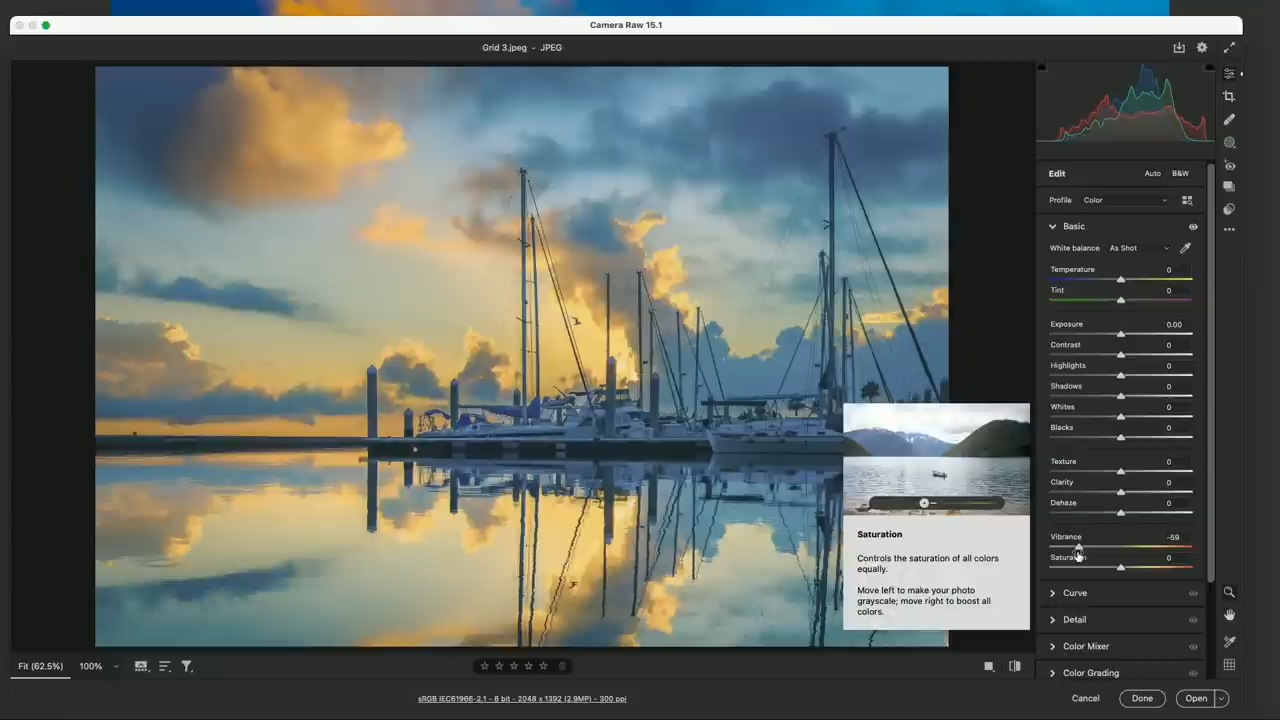 Camera Raw 15.1
Grid 3.jpeg - JPEG
Edit
Auto
B&W
Profile
Color
Basic
White balance
As Shot
Temperature
0
Tint
0
Exposure
0.00
Contrast
0
Highlights
0
Shadows
0
Whites
0
Blacks
0
Texture
0
Clarity
0
Dehaze
0
Vibrance
-59
Saturation
0
Saturation
Controls the saturation of all colors
equally.
Move left to make your photo
grayscale; move right to boost all
colors.
Curve
Detail
Color Mixer
Color Grading
Fit (62.5%)
100%
sRGB IEC61966-2.1 - 8 bit - 2048 x 1392 (2.9MP) - 300 ppi
Cancel
Done
Open